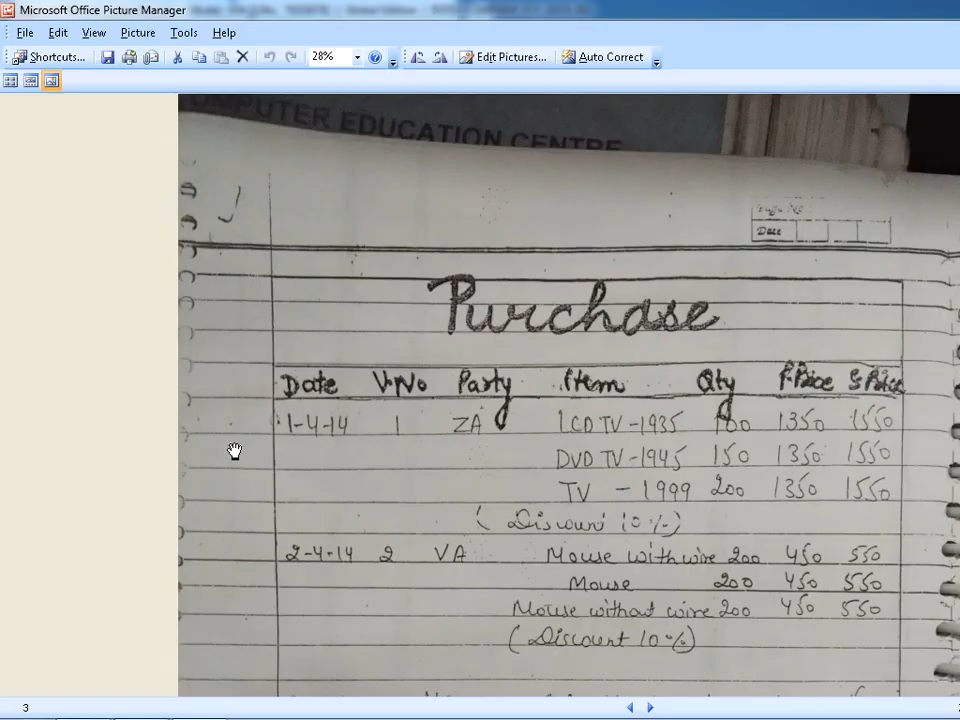 Microsoft Office Picture Manager
File Edit View Picture Tools Help
Shortcuts... 28% Edit Pictures... Auto Correct
COMPUTER EDUCATION CENTRE
Page No
Date
Purchase
Date V.No Party Item Qty P.Price S.Price
1-4-14 1 ZA LCD TV -1935 100 1350 1550
DVD TV -1945 150 1350 1550
TV - 1999 200 1350 1550
( Discount 10%)
2-4-14 2 VA Mouse with wire 200 450 550
Mouse 200 450 550
Mouse without wire 200 450 550
(Discount 10%)
3